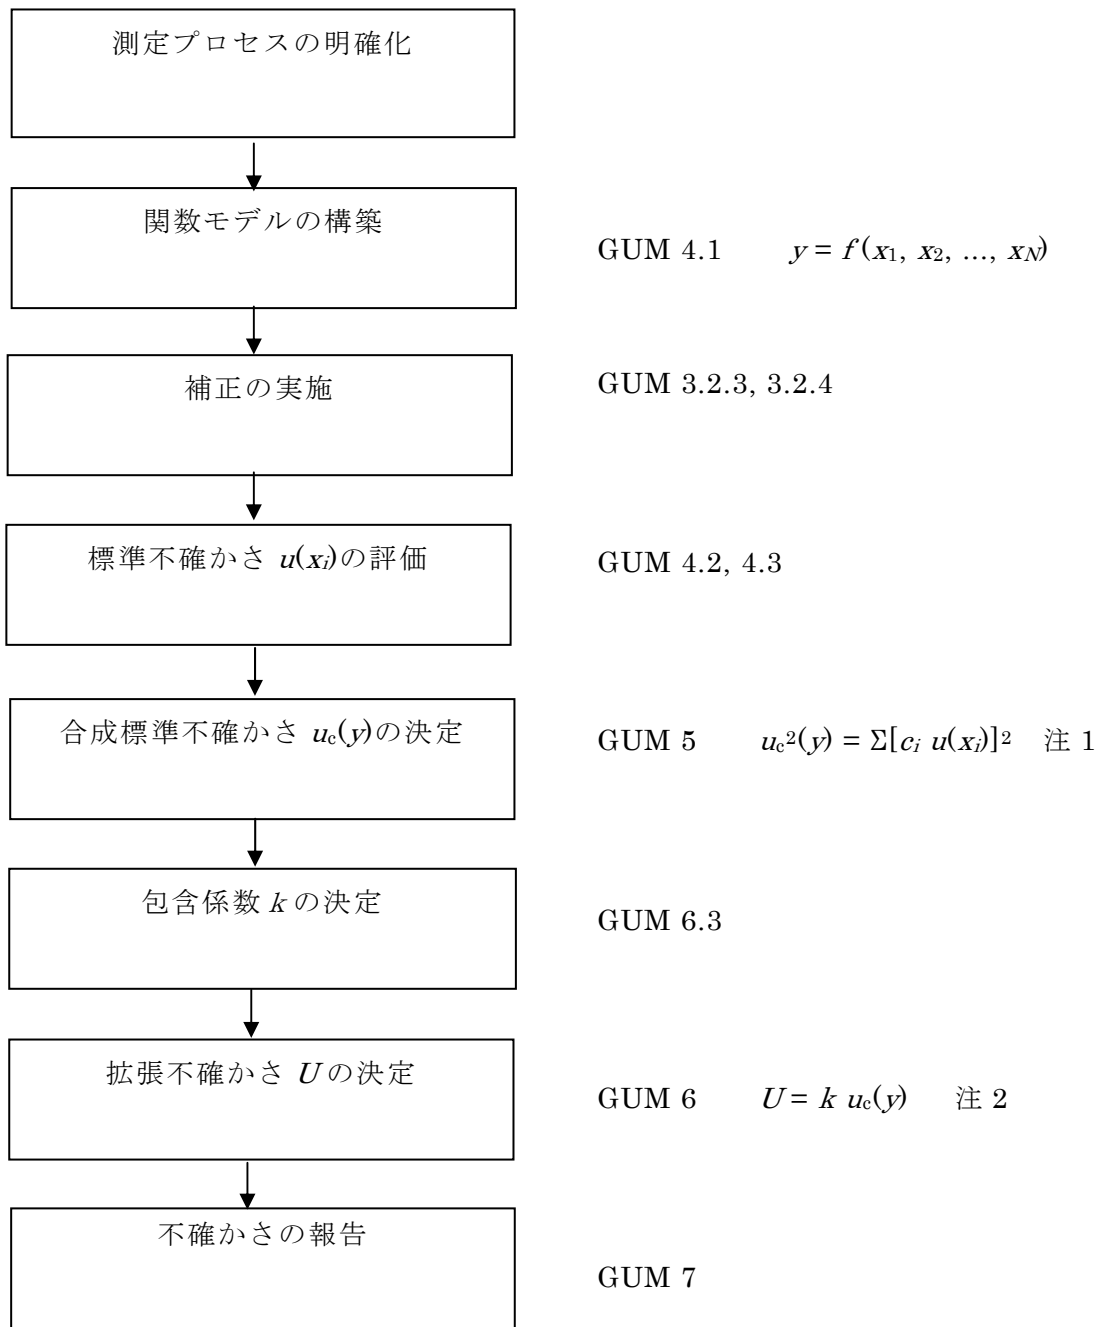 測定プロセスの明確化
関数モデルの構築
GUM 4.1 y = f (x1, x2, ..., xN)
補正の実施
GUM 3.2.3, 3.2.4
標準不確かさ u(xi)の評価
GUM 4.2, 4.3
合成標準不確かさ uc(y)の決定
GUM 5 uc2(y) = Σ[ci u(xi)]2 注 1
包含係数 k の決定
GUM 6.3
拡張不確かさ Uの決定
GUM 6 U = k uc(y) 注 2
不確かさの報告
GUM 7